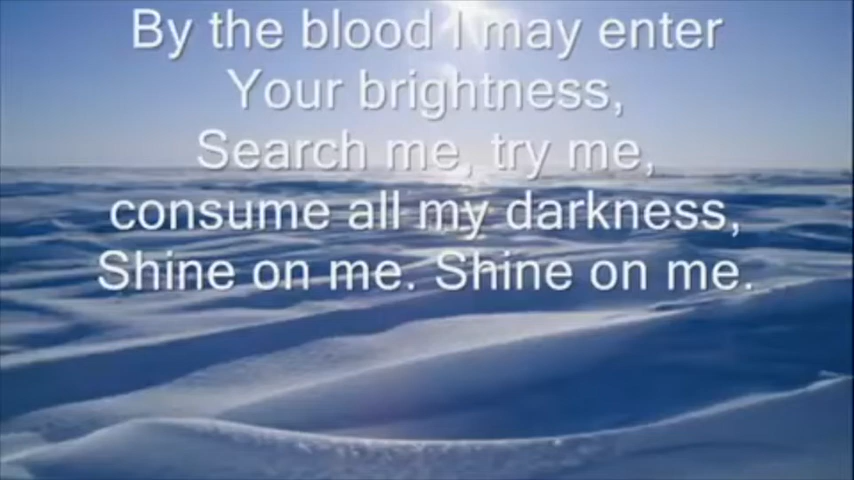 By the blood I may enter
Your brightness,
Search me, try me,
consume all my darkness,
Shine on me. Shine on me.